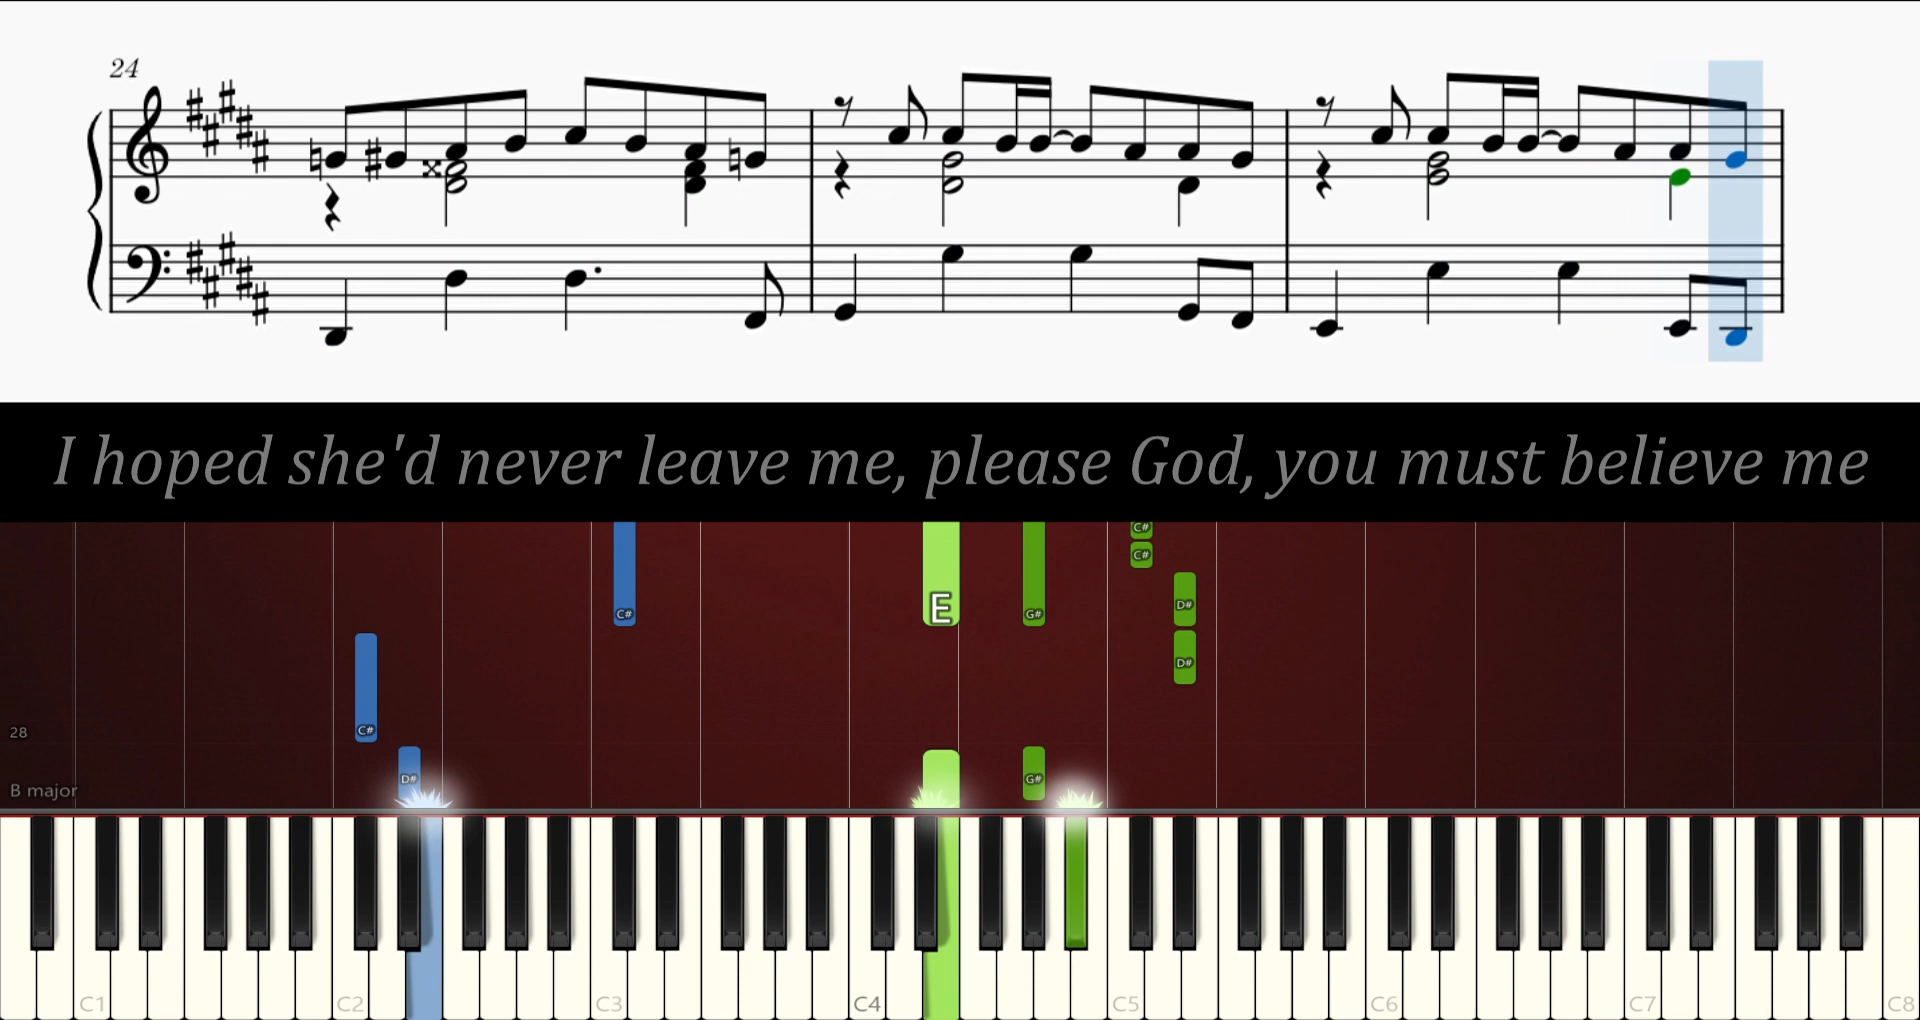 24
I hoped she'd never leave me, please God, you must believe me
C#
C#
D#
C#
E
G#
C#
D#
28
D#
G#
B major
C1
C2
C3
C4
C5
C6
C7
C8